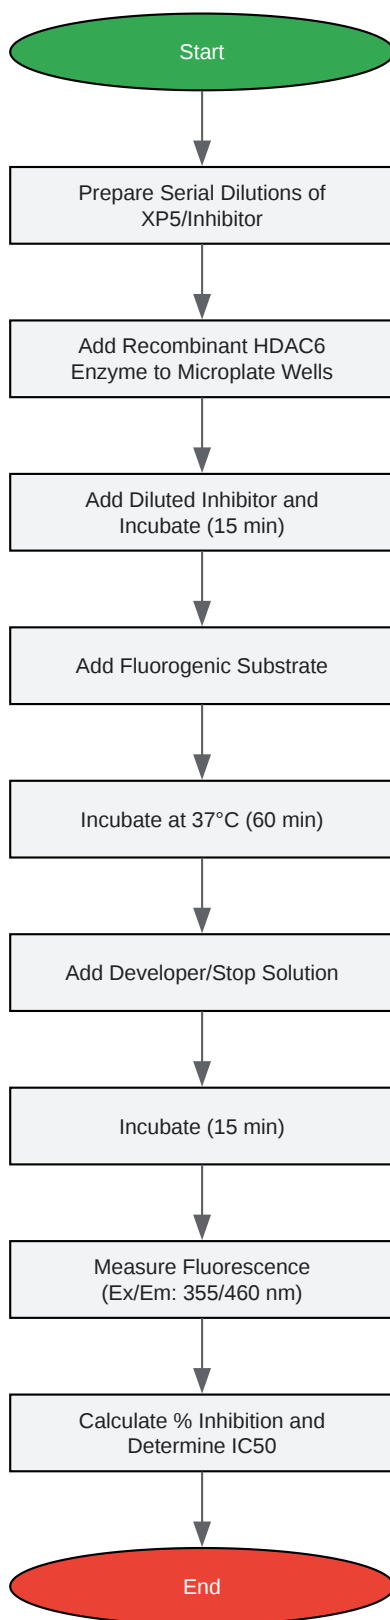 Start
Prepare Serial Dilutions of
XP5/Inhibitor
Add Recombinant HDAC6
Enzyme to Microplate Wells
Add Diluted Inhibitor and
Incubate (15 min)
Add Fluorogenic Substrate
Incubate at 37°C (60 min)
Add Developer/Stop Solution
Incubate (15 min)
Measure Fluorescence
(Ex/Em: 355/460 nm)
Calculate % Inhibition and
Determine IC50
End